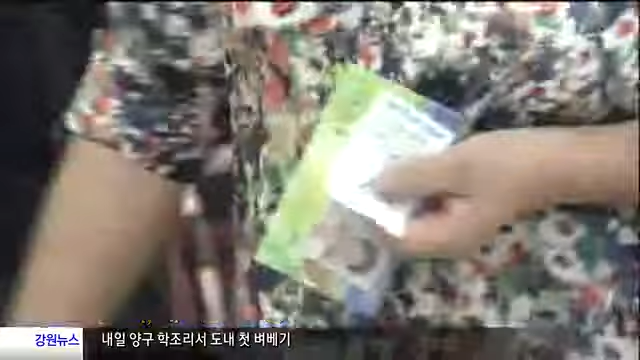 강원뉴스
내일 양구 학조리서 도내 첫 벼베기